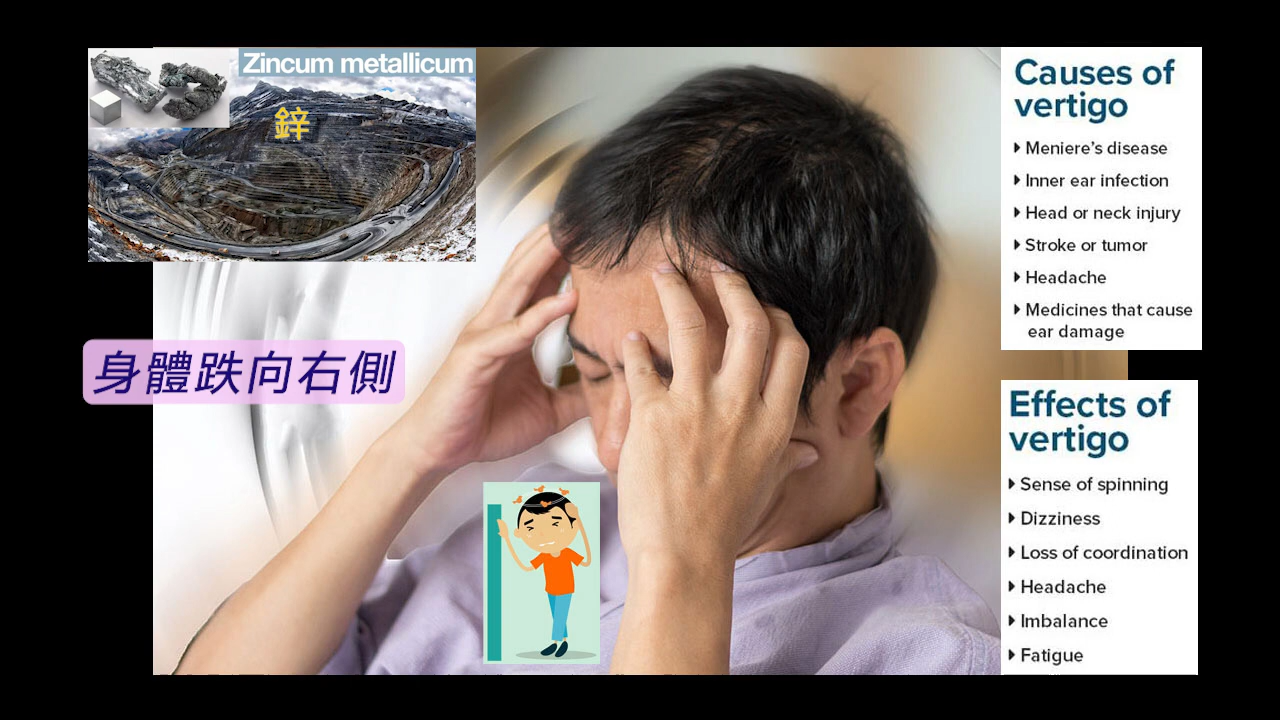 Zincum metallicum
鋅
身體跌向右側
Causes of
vertigo
Meniere's disease
Inner ear infection
Head or neck injury
Stroke or tumor
Headache
Medicines that cause
ear damage
Effects of
vertigo
Sense of spinning
Dizziness
Loss of coordination
Headache
Imbalance
Fatigue